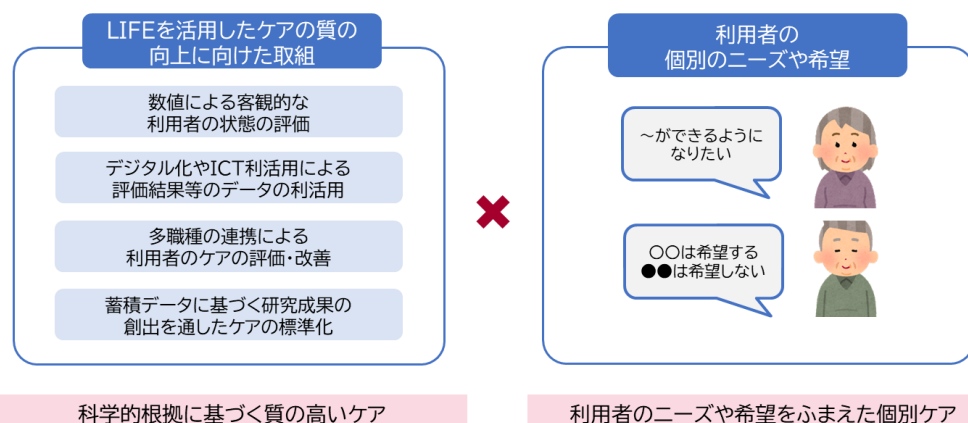 LIFEを活用したケアの質の
向上に向けた取組
数値による客観的な
利用者の状態の評価
デジタル化やICT利活用による
評価結果等のデータの利活用
多職種の連携による
利用者のケアの評価・改善
蓄積データに基づく研究成果の
創出を通したケアの標準化
科学的根拠に基づく質の高いケア
利用者の
個別のニーズや希望
～ができるように
なりたい
〇〇は希望する
●●は希望しない
利用者のニーズや希望をふまえた個別ケア